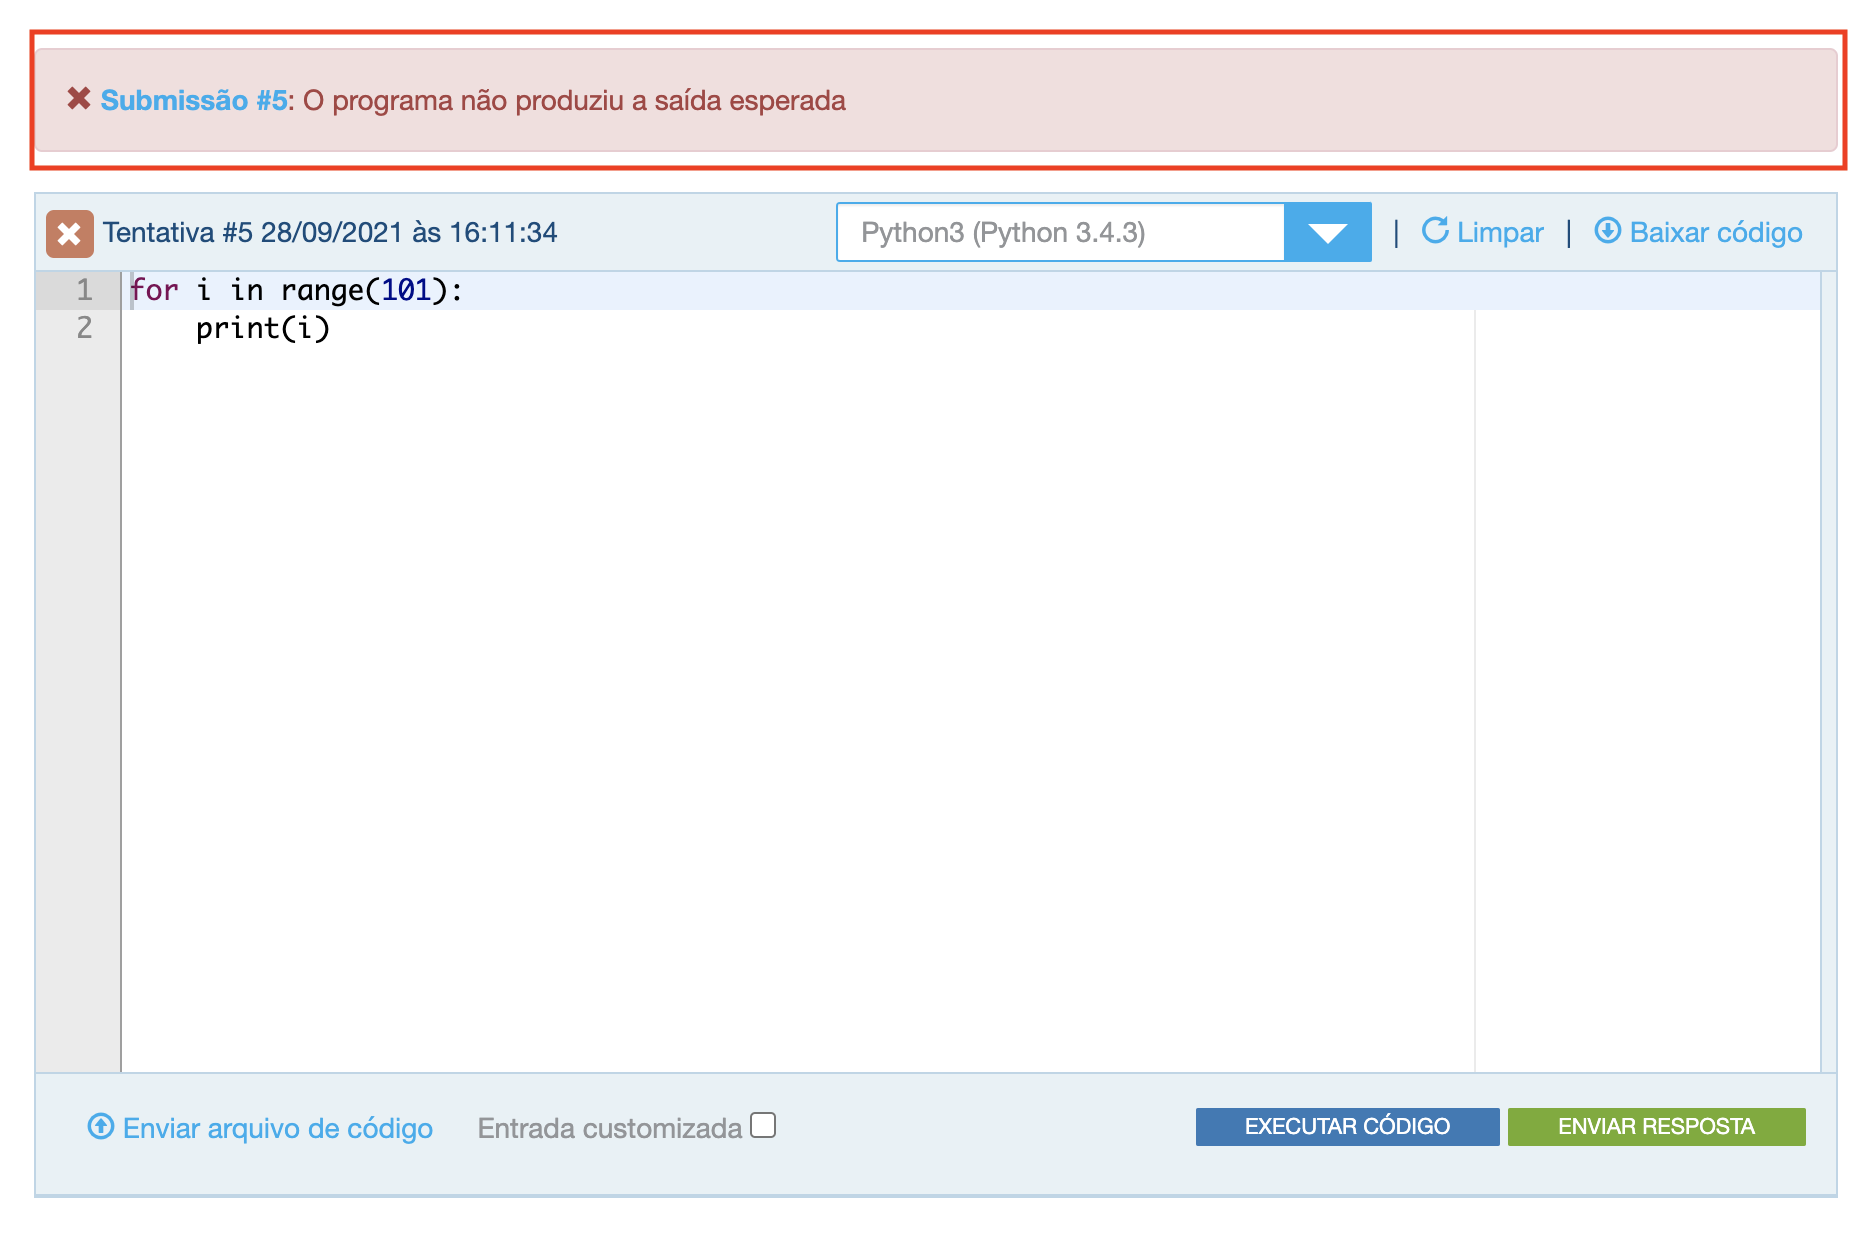 ✖ Submissão #5: O programa não produziu a saída esperada
Tentativa #5 28/09/2021 às 16:11:34 Python3 (Python 3.4.3) | Limpar | Baixar código
1 for i in range(101):
2     print(i)
Enviar arquivo de código Entrada customizada EXECUTAR CÓDIGO ENVIAR RESPOSTA